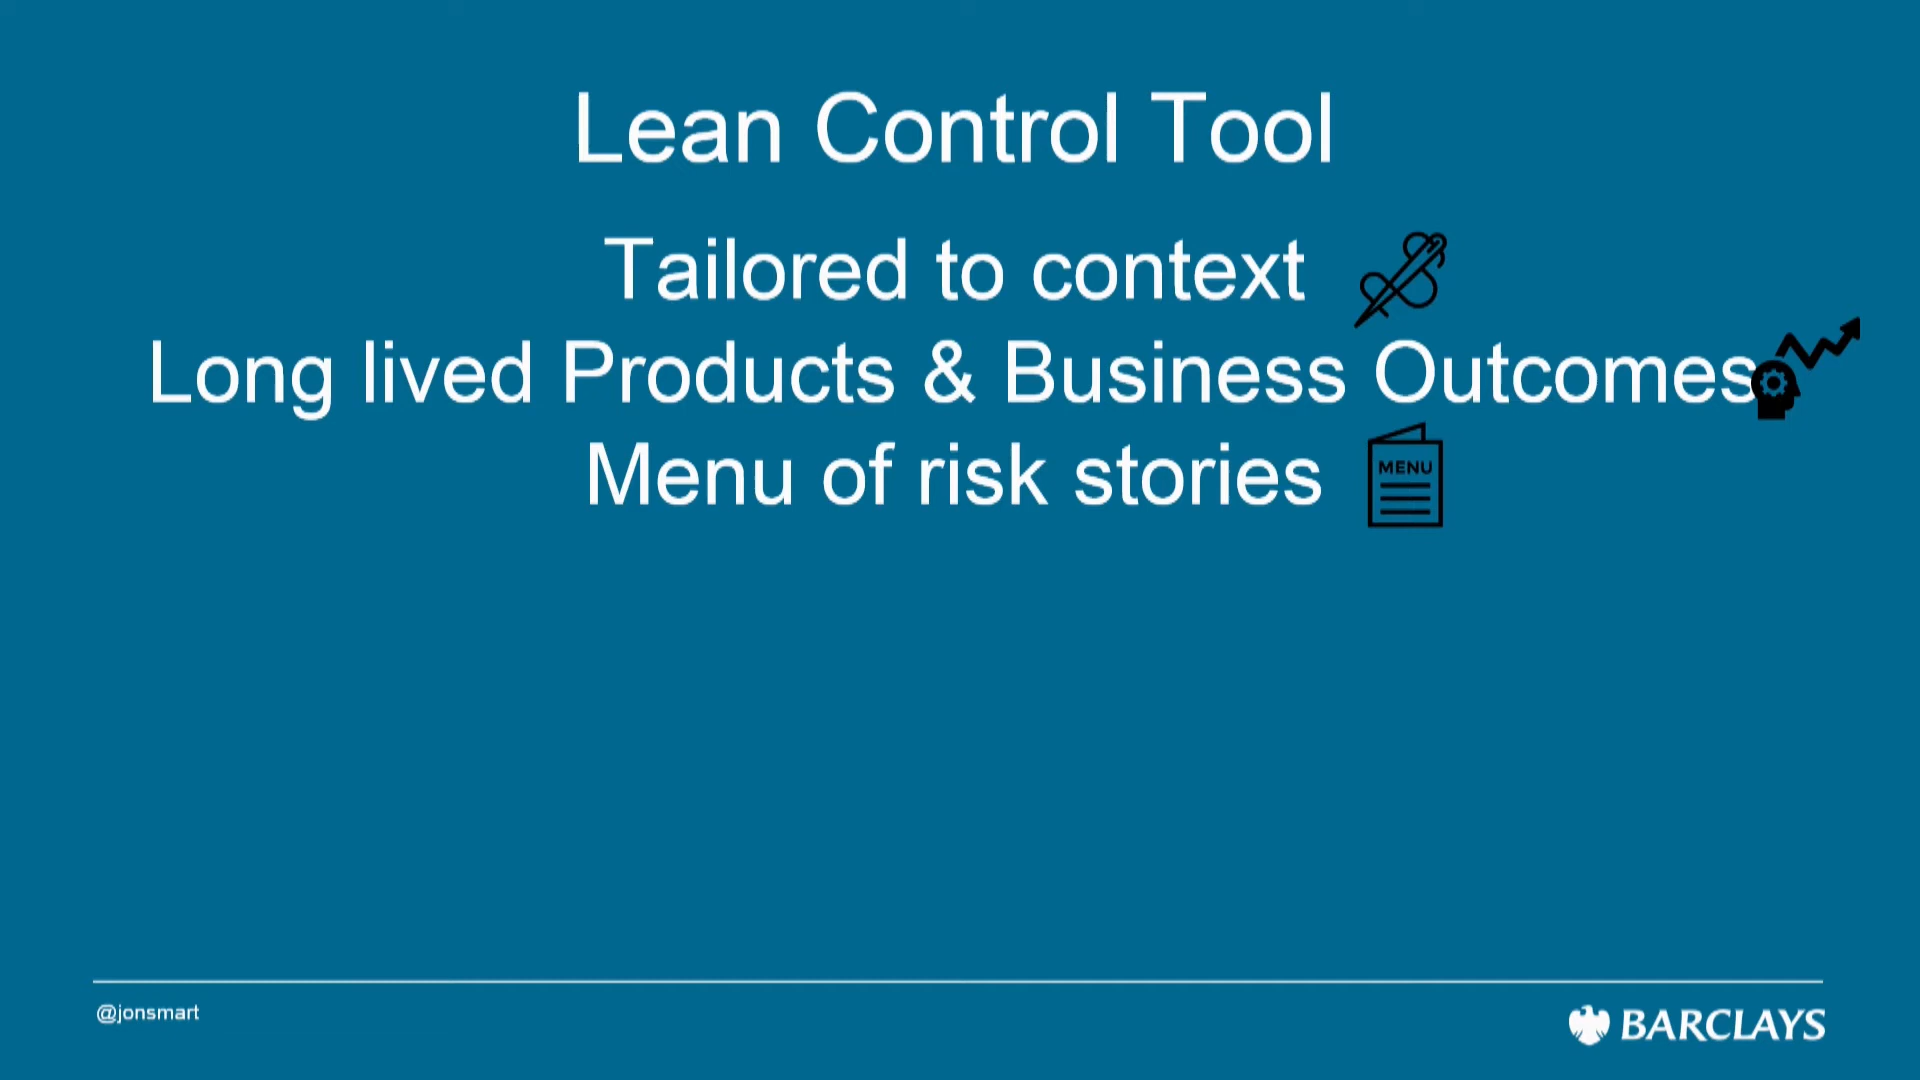 Lean Control Tool
Tailored to context
Long lived Products & Business Outcomes
Menu of risk stories
MENU
@jonsmart
BARCLAYS